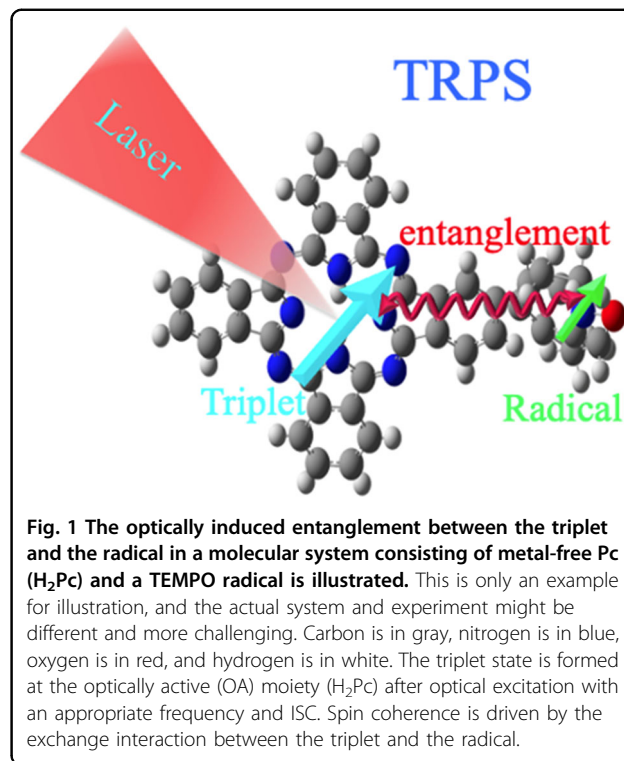 TRPS
Laser
entanglement
Triplet
Radical
Fig. 1 The optically induced entanglement between the triplet
and the radical in a molecular system consisting of metal-free Pc
(H₂Pc) and a TEMPO radical is illustrated. This is only an example
for illustration, and the actual system and experiment might be
different and more challenging. Carbon is in gray, nitrogen is in blue,
oxygen is in red, and hydrogen is in white. The triplet state is formed
at the optically active (OA) moiety (H₂Pc) after optical excitation with
an appropriate frequency and ISC. Spin coherence is driven by the
exchange interaction between the triplet and the radical.